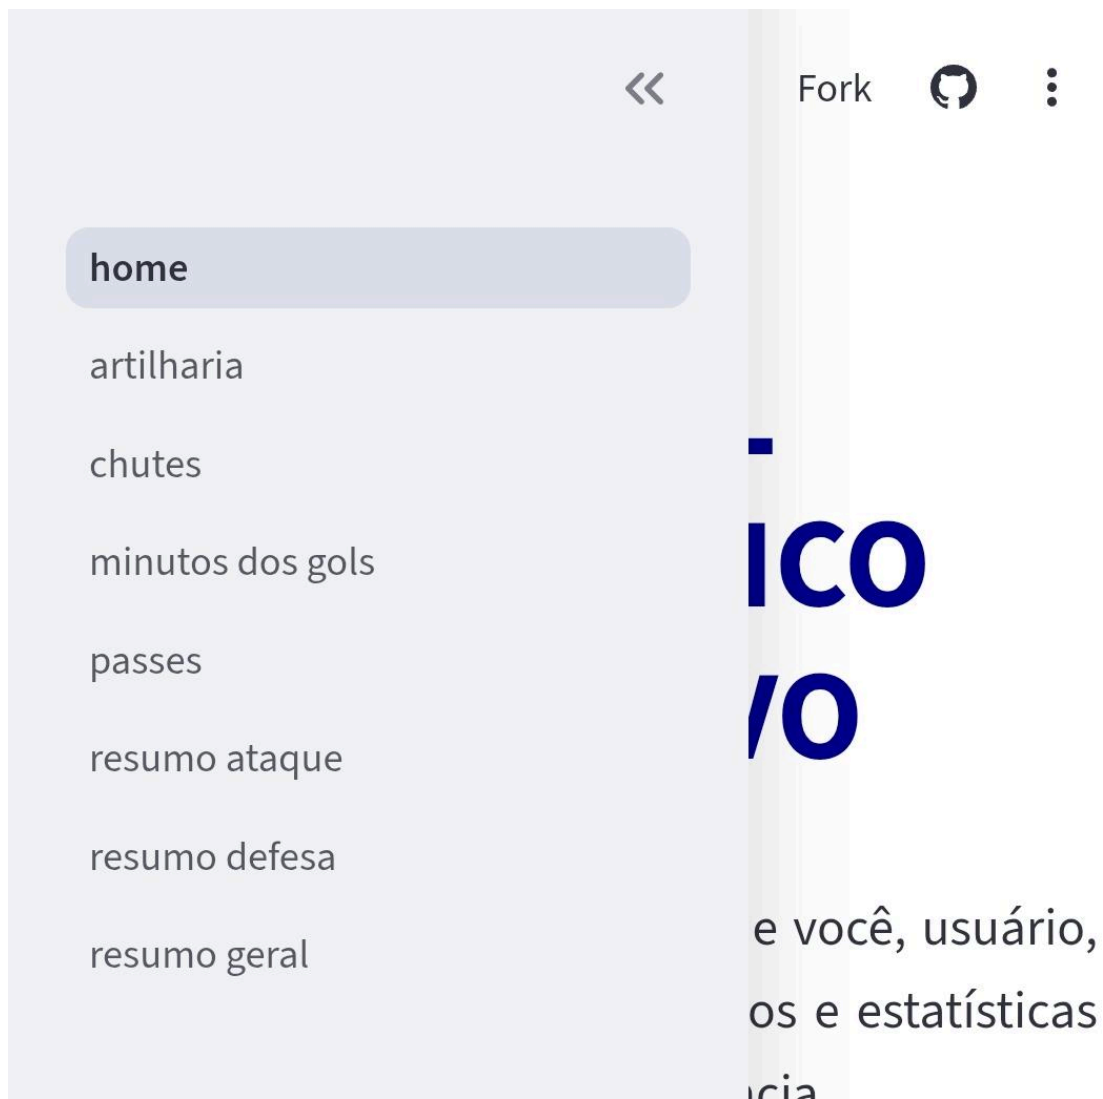 Fork
home
artilharia
chutes
minutos dos gols
passes
resumo ataque
resumo defesa
resumo geral
-
ICO
VO
e você, usuário,
os e estatísticas